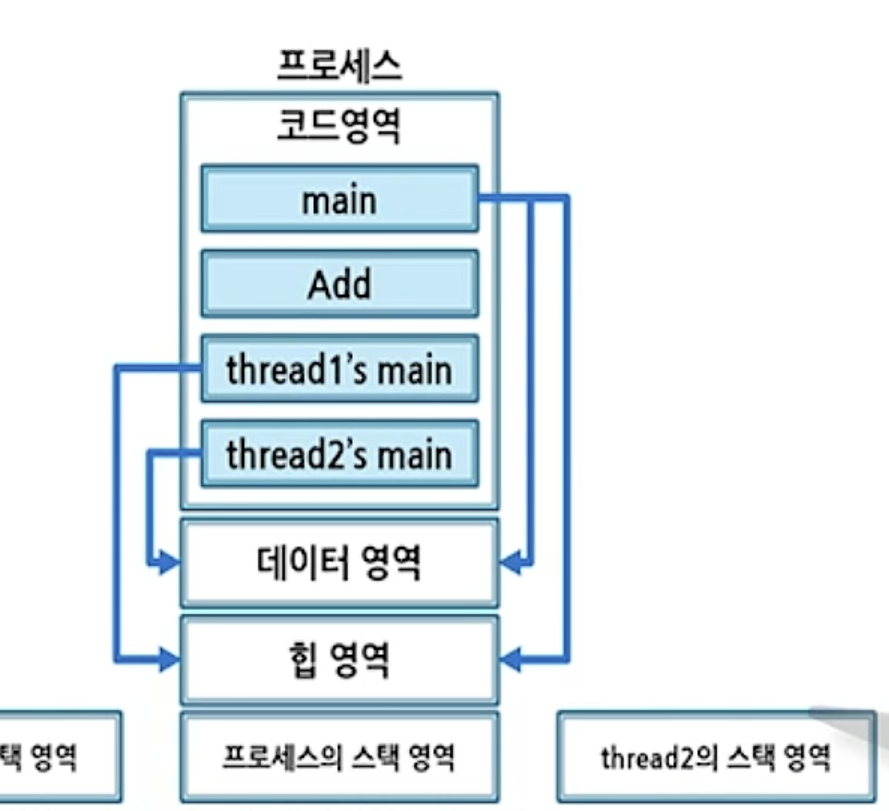 프로세스
코드영역
main
Add
thread1's main
thread2's main
데이터 영역
힙 영역
택 영역
프로세스의 스택 영역
thread2의 스택 영역